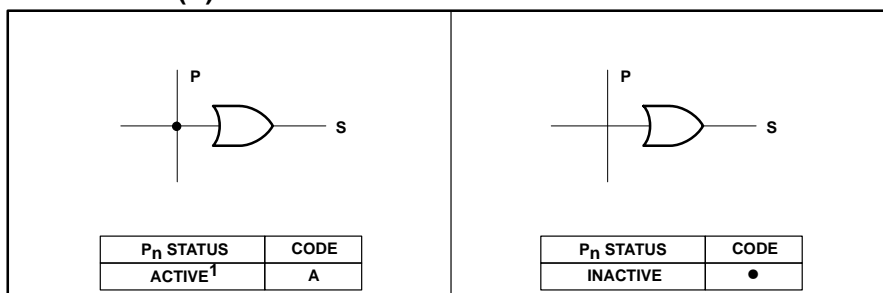 P
S
Pn STATUS CODE
ACTIVE1 A
P
S
Pn STATUS CODE
INACTIVE ●